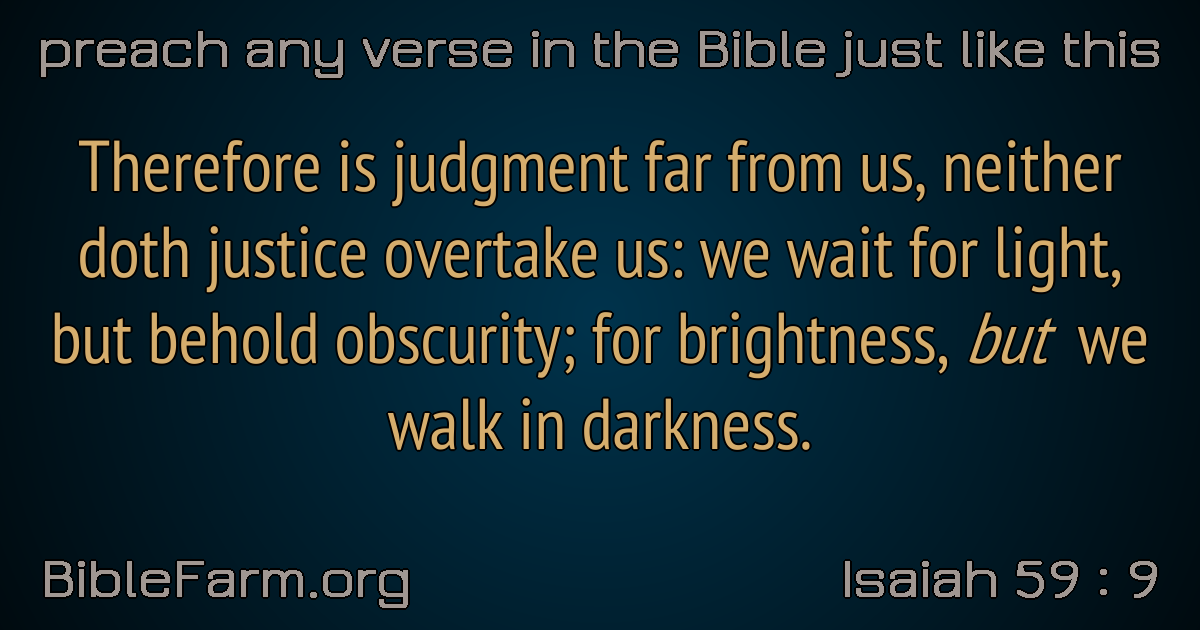 preach any verse in the Bible just like this
Therefore is judgment far from us, neither
doth justice overtake us: we wait for light,
but behold obscurity; for brightness, but we
walk in darkness.
BibleFarm.org
Isaiah 59 : 9